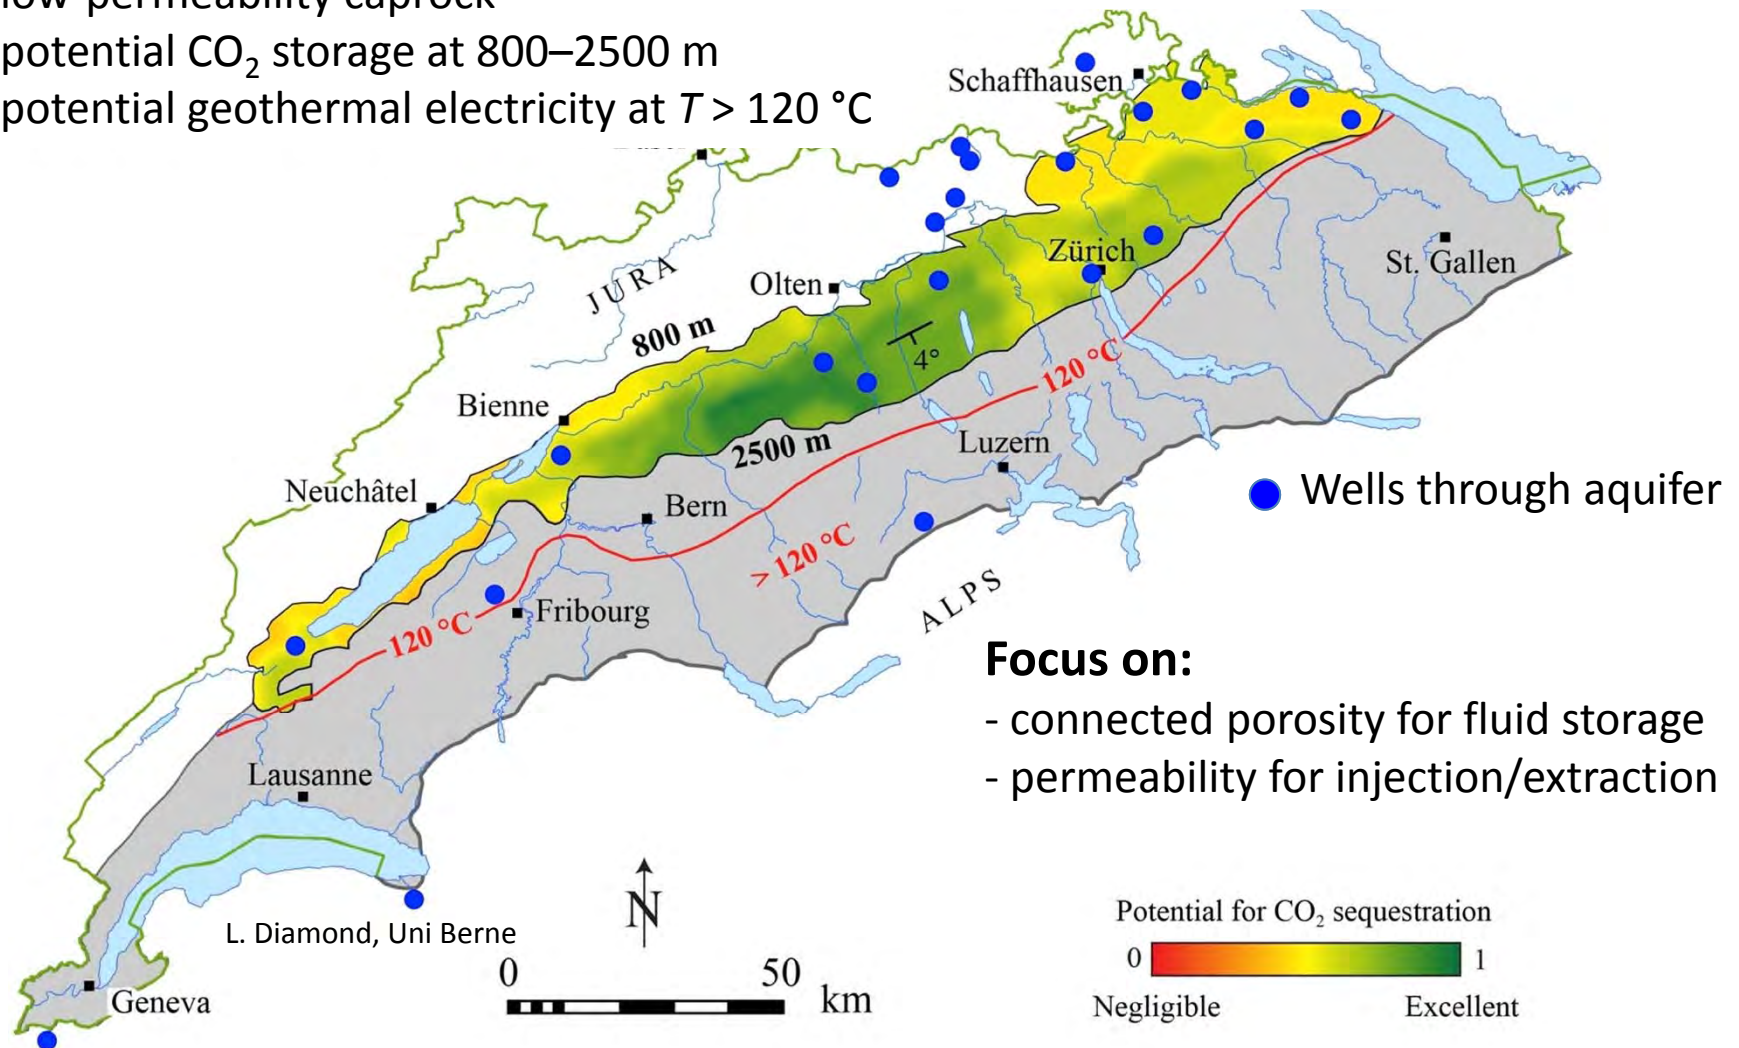 low-permeability caprock
potential CO₂ storage at 800–2500 m
potential geothermal electricity at T > 120 °C
Schaffhausen
JURA
Olten
Zürich
St. Gallen
800 m
4°
120 °C
Bienne
2500 m
Luzern
Neuchâtel
Bern
Wells through aquifer
> 120 °C
ALPS
120 °C
Fribourg
Focus on:
- connected porosity for fluid storage
- permeability for injection/extraction
Lausanne
N
L. Diamond, Uni Berne
Potential for CO₂ sequestration
0 1
Negligible Excellent
0 50 km
Geneva